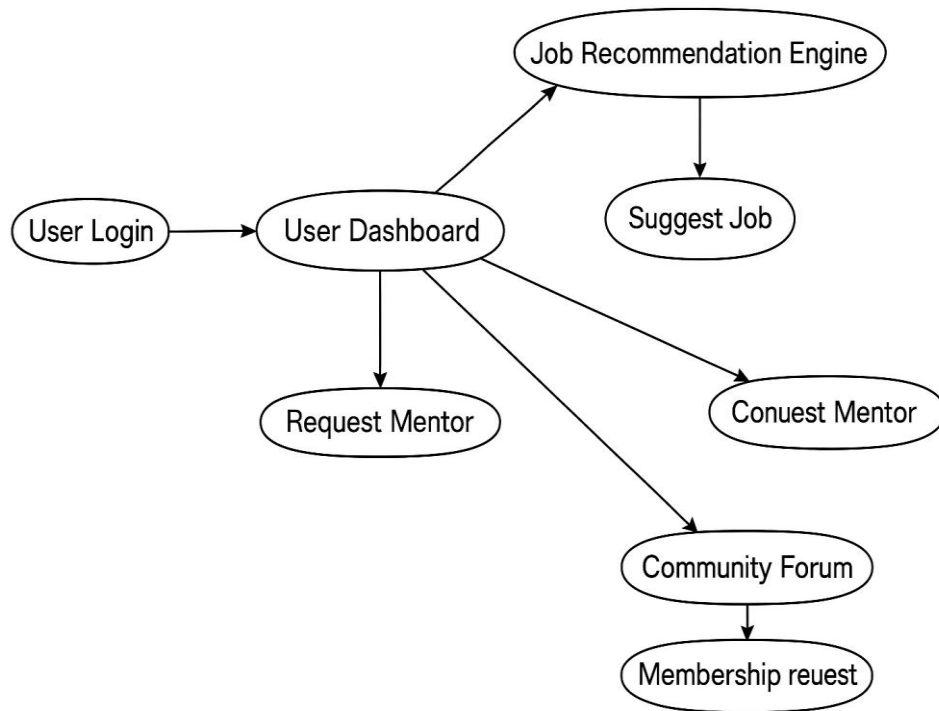 Job Recommendation Engine
User Login
User Dashboard
Suggest Job
Request Mentor
Conuest Mentor
Community Forum
Membership reuest